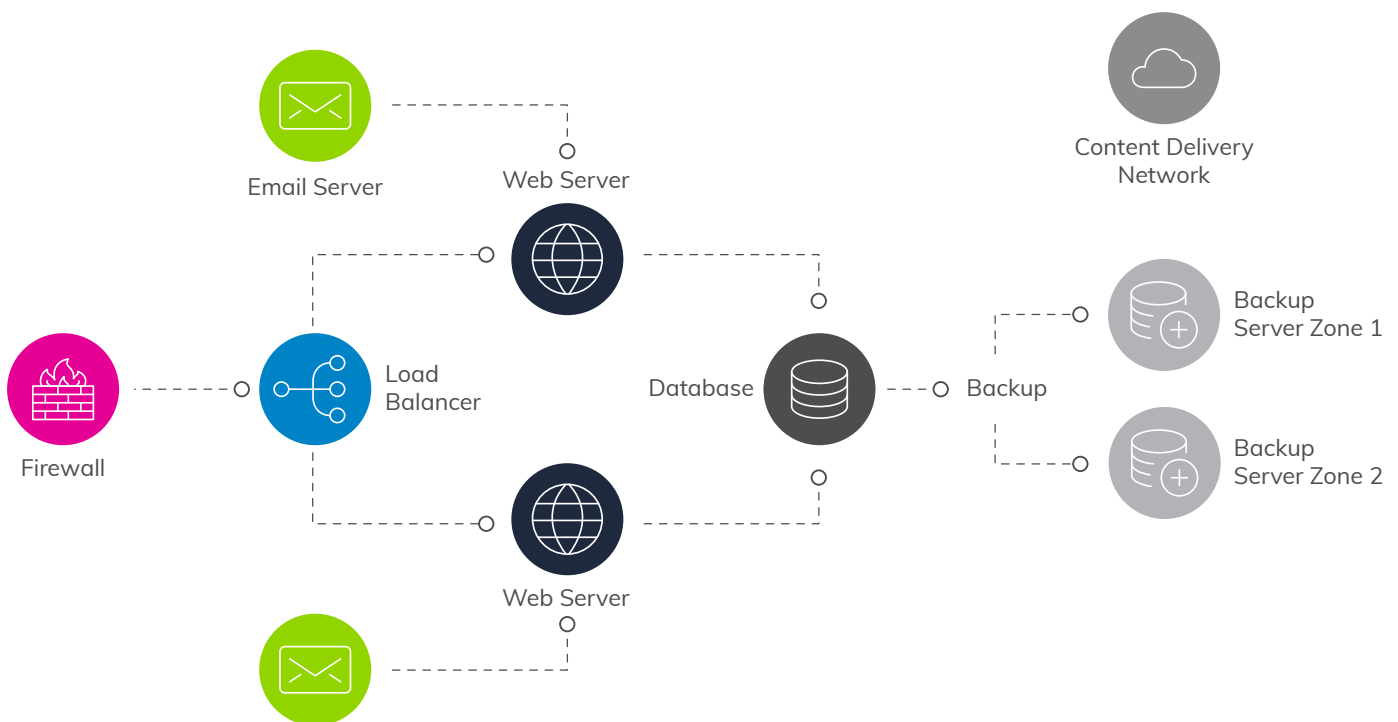 Content Delivery
Network
Email Server
Web Server
Backup
Server Zone 1
Load
Balancer
Database
Backup
Firewall
Backup
Server Zone 2
Web Server